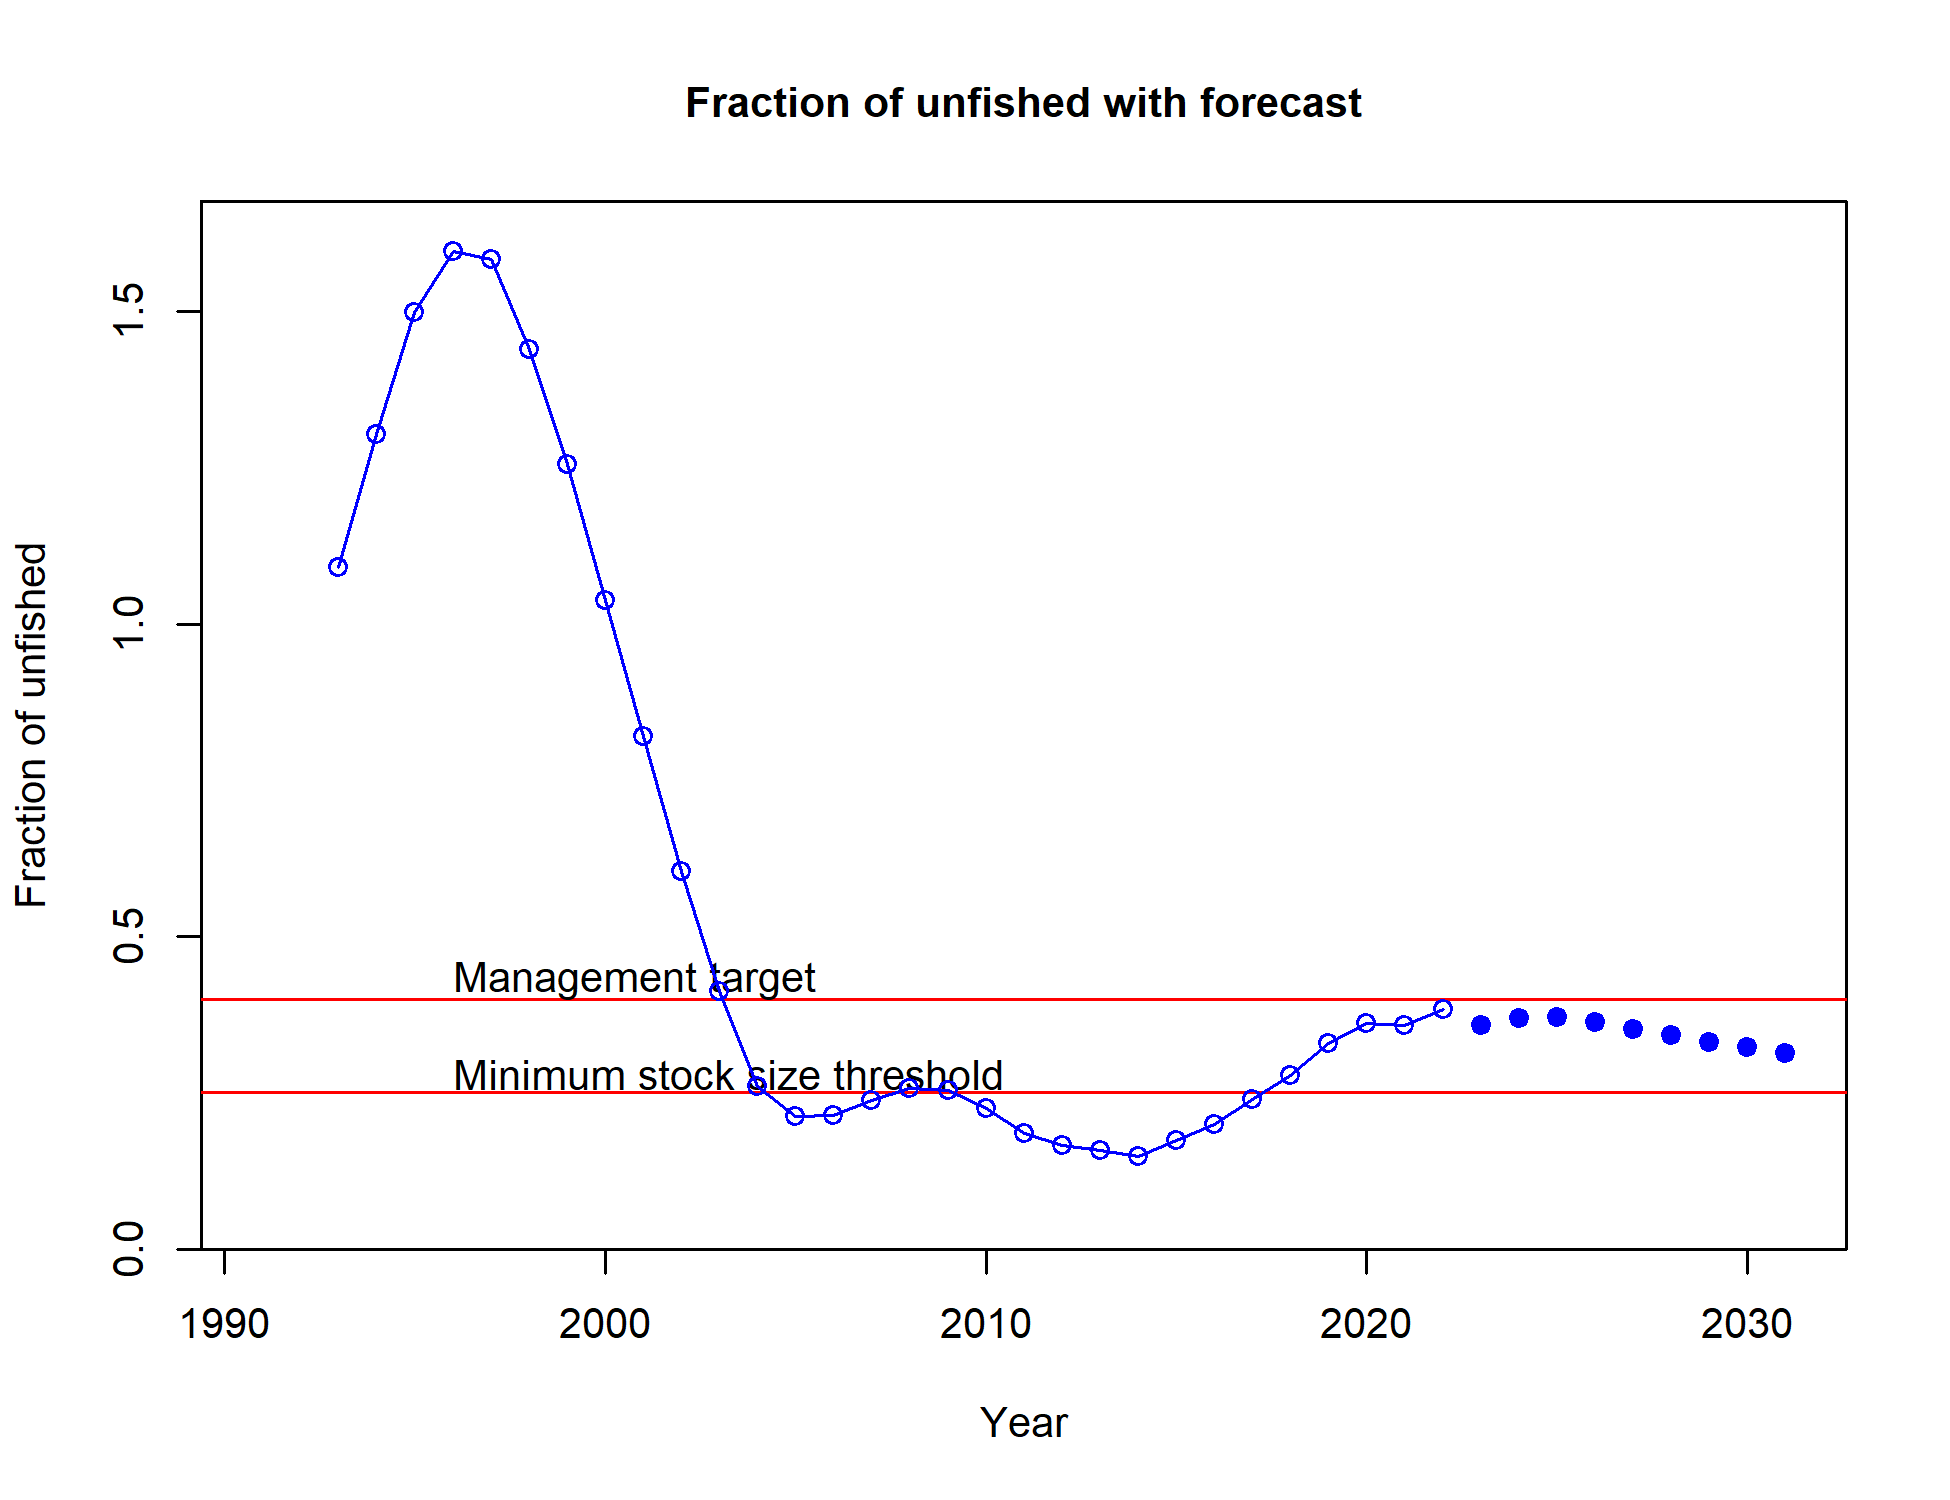 Fraction of unfished with forecast
Fraction of unfished
1.5
1.0
0.5
0.0
Management target
Minimum stock size threshold
1990 2000 2010 2020 2030
Year